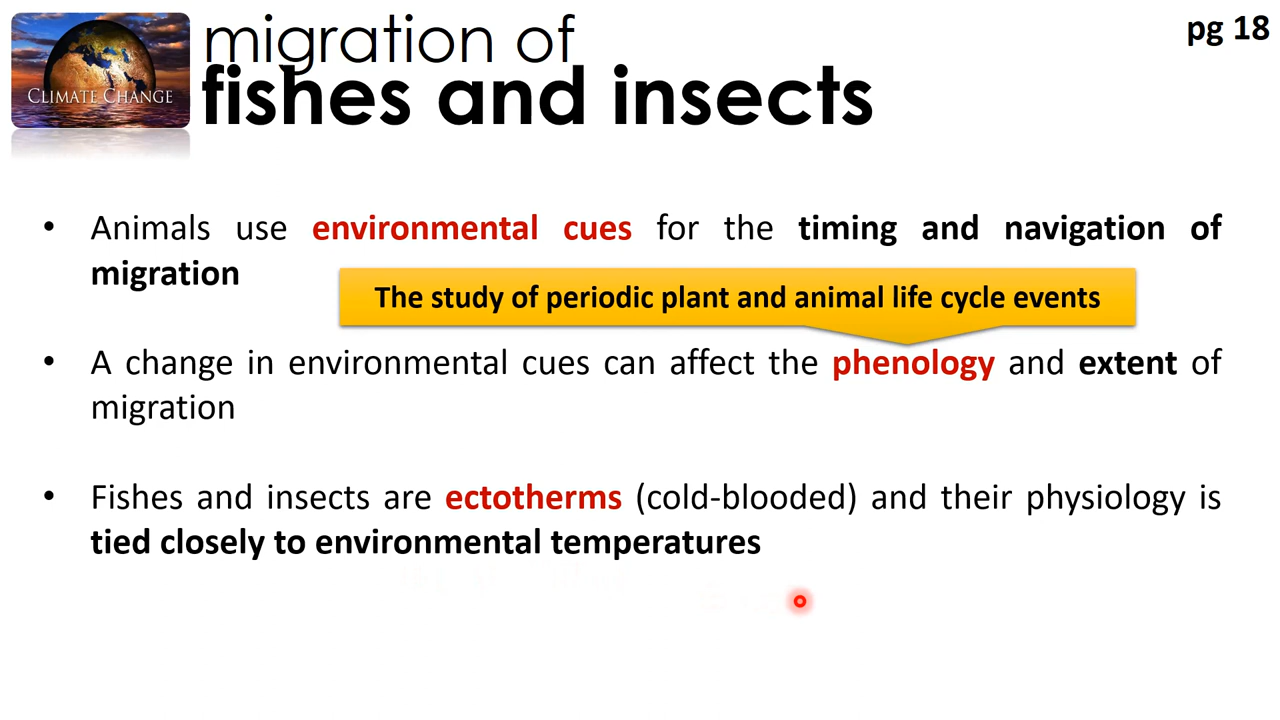 CLIMATE CHANGE
migration of
fishes and insects
pg 18
• Animals use environmental cues for the timing and navigation of
migration
The study of periodic plant and animal life cycle events
• A change in environmental cues can affect the phenology and extent of
migration
• Fishes and insects are ectotherms (cold-blooded) and their physiology is
tied closely to environmental temperatures